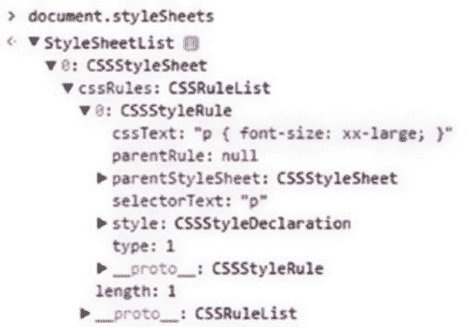 > document.styleSheets
<· ▼ StyleSheetList
▼ 0: CSSStyleSheet
▼ cssRules: CSSRuleList
▼ 0: CSSStyleRule
cssText: "p { font-size: xx-large; }"
parentRule: null
▶ parentStyleSheet: CSSStyleSheet
selectorText: "p"
▶ style: CSSStyleDeclaration
type: 1
▶ __proto__: CSSStyleRule
length: 1
▶ __proto__: CSSRuleList